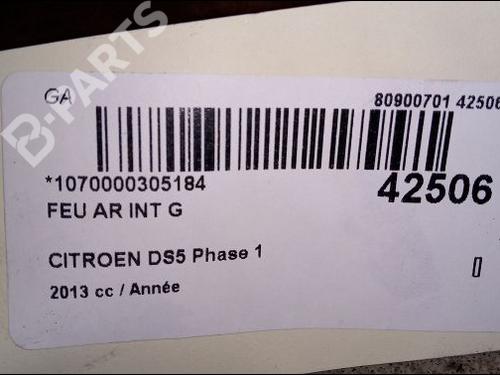 GA
80900701 42506
*1070000305184
42506
FEU AR INT G
CITROEN DS5 Phase 1
2013 cc / Année
B-PARTS